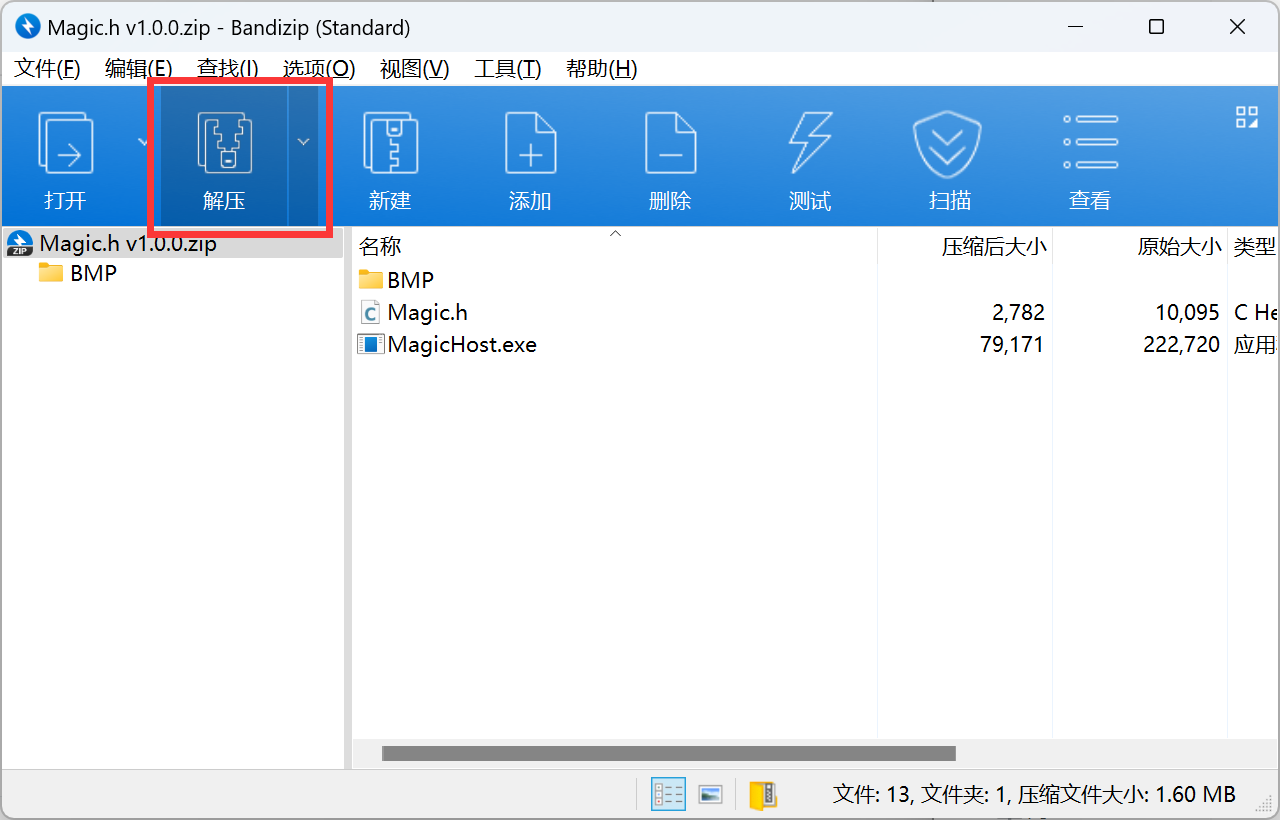 Magic.h v1.0.0.zip - Bandizip (Standard)
文件(F) 编辑(E) 查找(I) 选项(O) 视图(V) 工具(T) 帮助(H)
打开 解压 新建 添加 删除 测试 扫描 查看
ZIP Magic.h v1.0.0.zip
BMP
名称 压缩后大小 原始大小 类型
BMP
Magic.h 2,782 10,095 C He
MagicHost.exe 79,171 222,720 应用
文件: 13, 文件夹: 1, 压缩文件大小: 1.60 MB